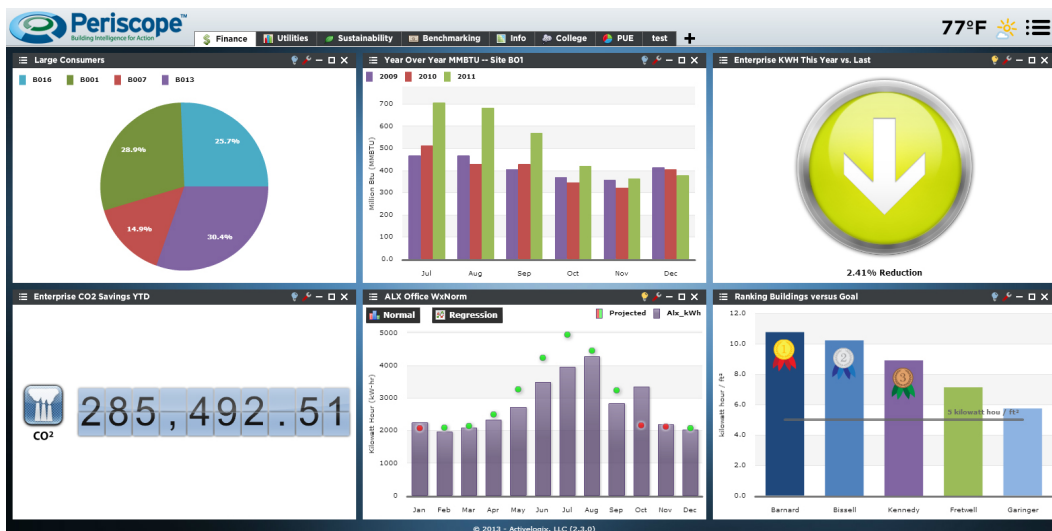 Periscope™
Building Intelligence for Action
Finance Utilities Sustainability Benchmarking Info College PUE test +
77°F
Large Consumers
B016 B001 B007 B013
25.7%
28.9%
14.9%
30.4%
Year Over Year MMBTU -- Site BO1
2009 2010 2011
Million Btu (MMBTU)
700
600
500
400
300
200
100
0.0
Jul Aug Sep Oct Nov Dec
Enterprise KWH This Year vs. Last
2.41% Reduction
Enterprise CO2 Savings YTD
CO²
285,492.51
ALX Office WxNorm
Normal Regression
Projected Alx_kWh
Kilowatt Hour (kW-hr)
5000
4000
3000
2000
1000
0
Jan Feb Mar Apr May Jun Jul Aug Sep Oct Nov Dec
Ranking Buildings versus Goal
kilowatt hour / ft²
12.0
10.0
8.0
6.0
4.0
2.0
0.0
1
2
3
5 kilowatt hou / ft²
Barnard Bissell Kennedy Fretwell Garinger
© 2013 - Activelogix, LLC (2.3.0)